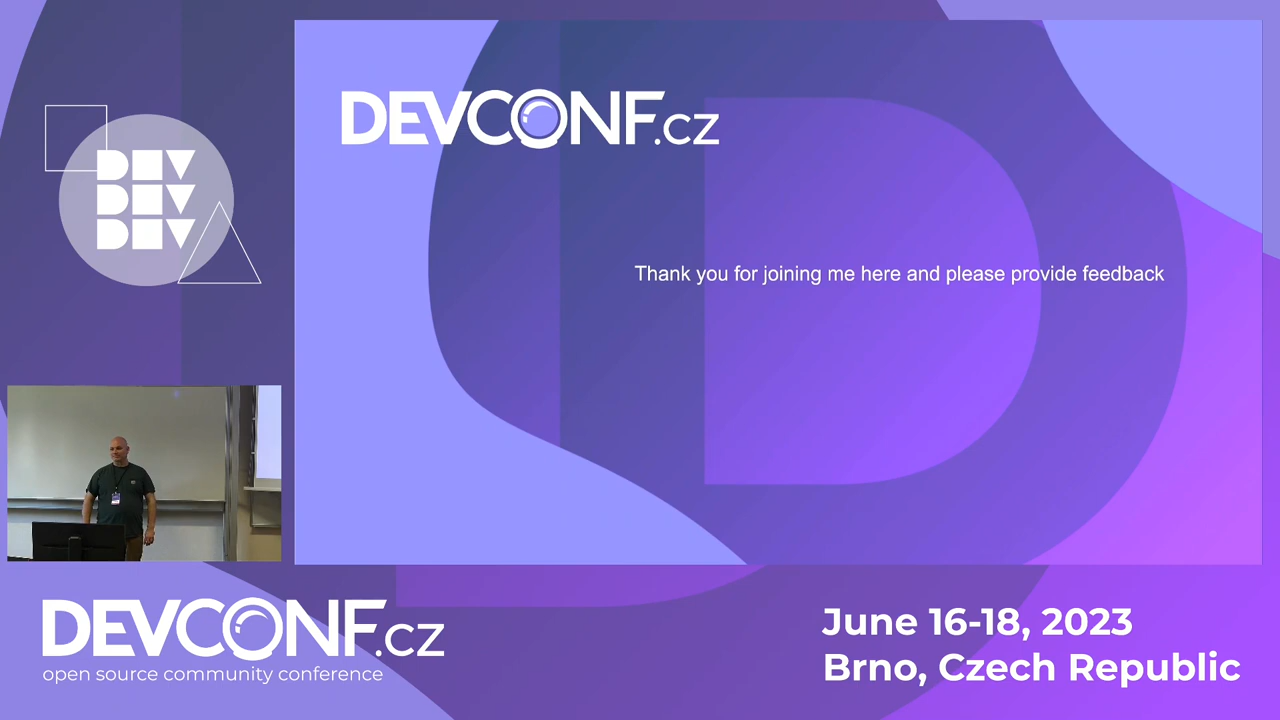 DEV
DEV
DEV
DEVCONF.cz
Thank you for joining me here and please provide feedback
DEVCONF.cz
open source community conference
June 16-18, 2023
Brno, Czech Republic